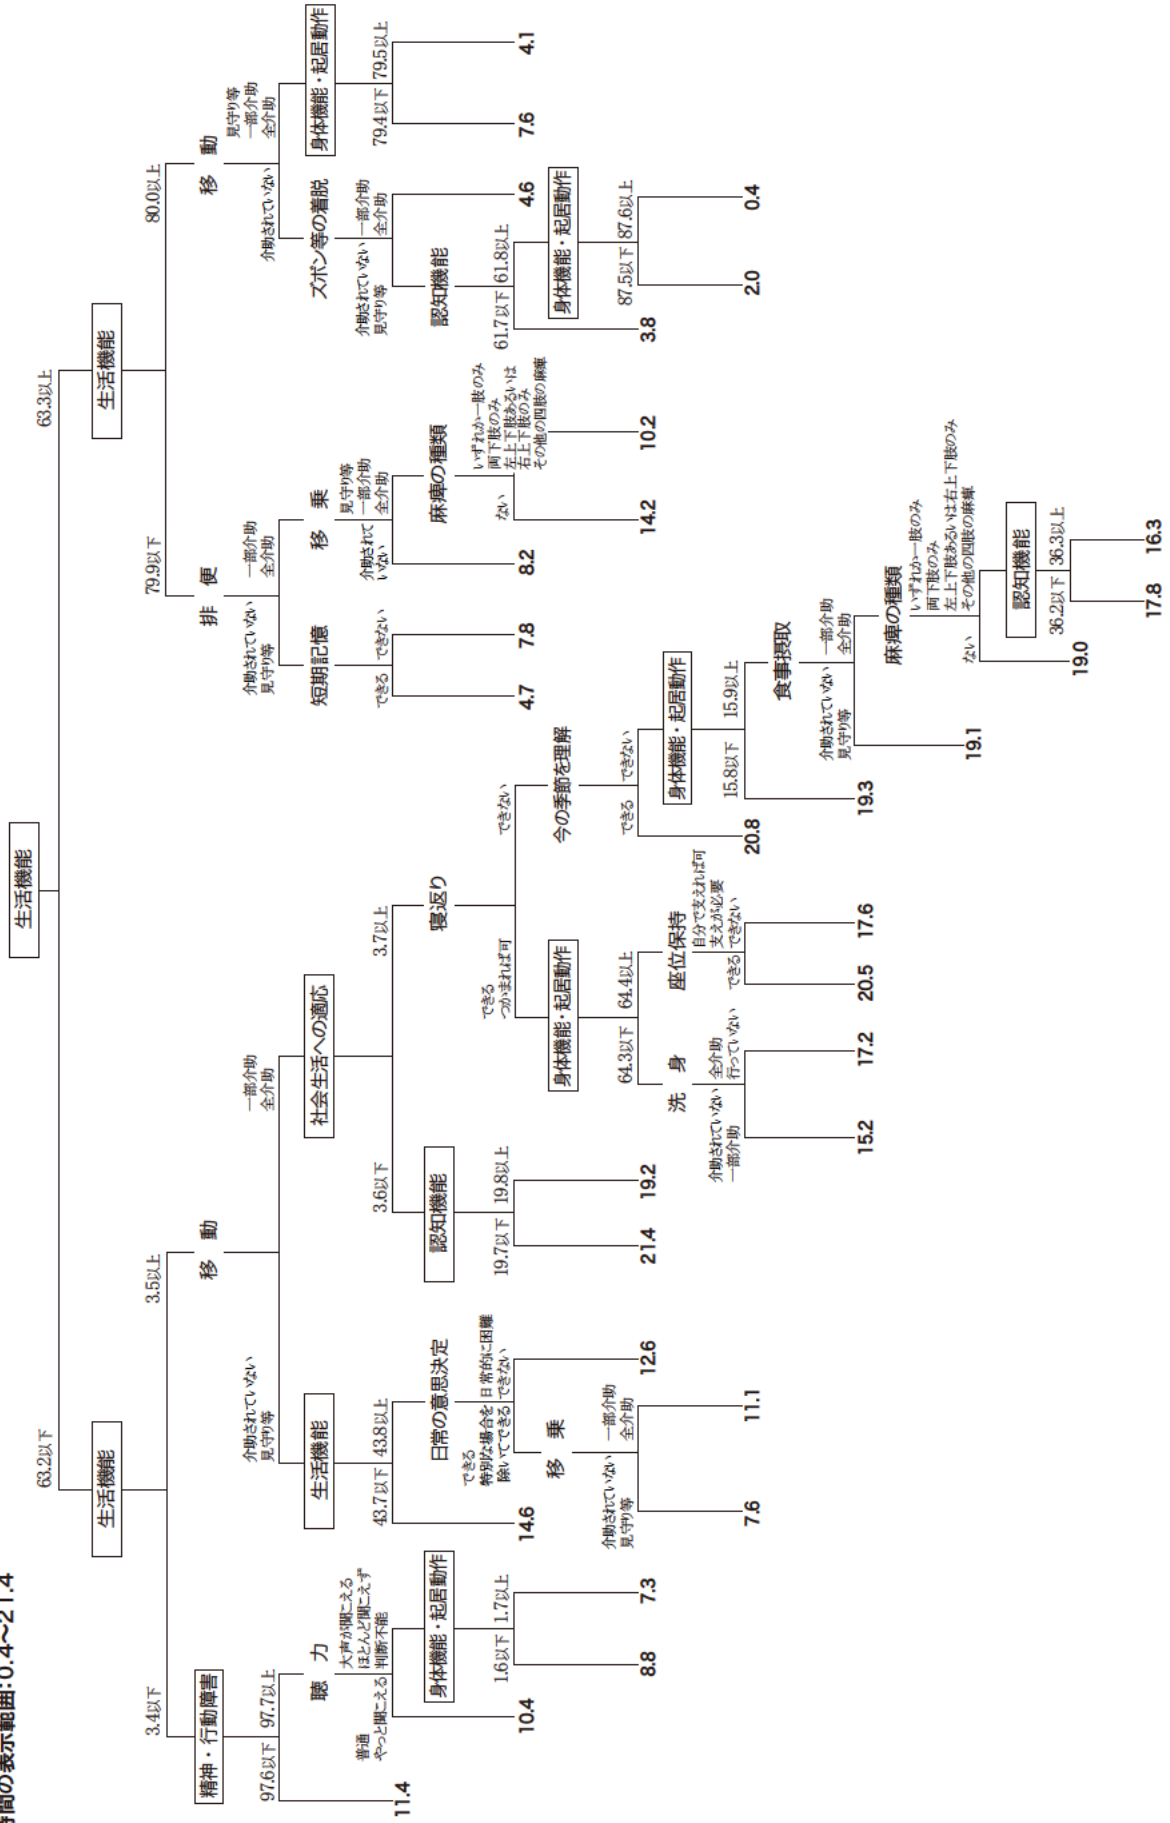 時間の表示範囲:0.4〜21.4
生活機能
63.2以下
63.3以上
生活機能
生活機能
3.4以下
3.5以上
79.9以下
80.0以上
精神・行動障害
移 動
排 便
移 動
97.6以下
97.7以上
介助されていない
見守り等
一部介助
全介助
介助されていない
見守り等
一部介助
全介助
介助されていない
見守り等
一部介助
全介助
聴 力
生活機能
社会生活への適応
短期記憶
移 乗
ズボン等の着脱
身体機能・起居動作
普通
やっと聞こえる
大声が聞こえる
ほとんど聞こえず
判断不能
43.7以下
43.8以上
3.6以下
3.7以上
できる
できない
介助されて
いない
見守り等
一部介助
全介助
介助されていない
見守り等
一部介助
全介助
79.4以下
79.5以上
11.4
身体機能・起居動作
日常の意思決定
認知機能
寝返り
麻痺の種類
認知機能
1.6以下
1.7以上
できる
特別な場合を
除いてできる
日常的に困難
できない
19.7以下
19.8以上
できる
つかまれば可
できない
ない
いずれか一肢のみ
両下肢のみ
左上下肢あるいは
右上下肢のみ
その他の四肢の麻痺
61.7以下
61.8以上
10.4
14.6
4.7
7.8
8.2
4.6
7.6
4.1
移 乗
身体機能・起居動作
今の季節を理解
身体機能・起居動作
介助されていない
見守り等
一部介助
全介助
64.3以下
64.4以上
できる
できない
87.5以下
87.6以上
8.8
7.3
12.6
21.4
19.2
14.2
10.2
3.8
洗 身
座位保持
身体機能・起居動作
介助されていない
一部介助
全介助
行っていない
できる
自分で支えれば可
支えが必要
できない
15.8以下
15.9以上
7.6
11.1
20.8
2.0
0.4
食事摂取
介助されていない
見守り等
一部介助
全介助
15.2
17.2
20.5
17.6
19.3
麻痺の種類
ない
いずれか一肢のみ
両下肢のみ
左上下肢あるいは右上下肢のみ
その他の四肢の麻痺
19.1
認知機能
36.2以下
36.3以上
19.0
17.8
16.3